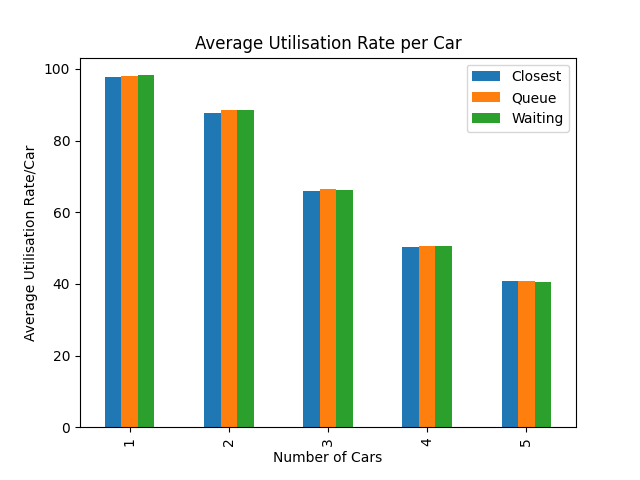 Average Utilisation Rate per Car
Closest
Queue
Waiting
Average Utilisation Rate/Car
100
80
60
40
20
0
1
2
3
4
5
Number of Cars